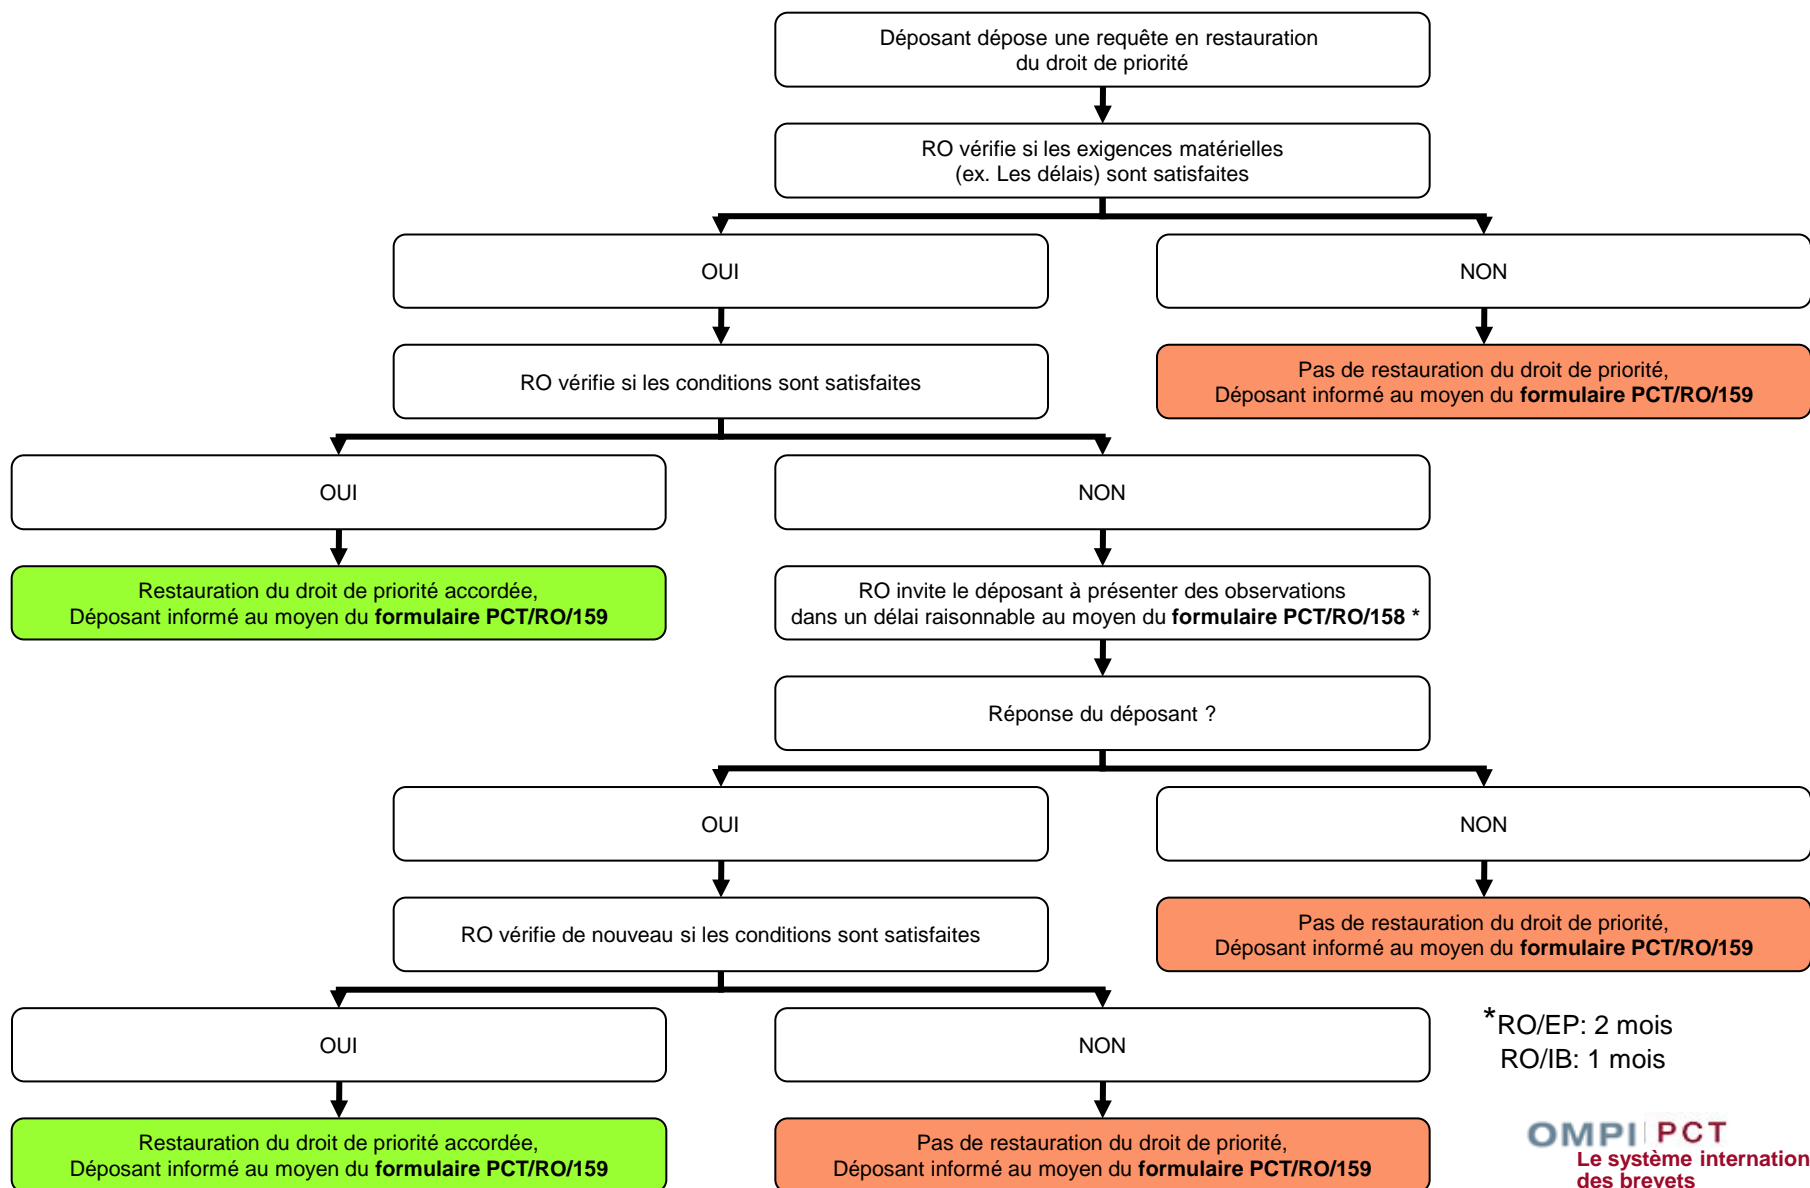 Déposant dépose une requête en restauration
du droit de priorité
RO vérifie si les exigences matérielles
(ex. Les délais) sont satisfaites
OUI
NON
RO vérifie si les conditions sont satisfaites
Pas de restauration du droit de priorité,
Déposant informé au moyen du formulaire PCT/RO/159
OUI
NON
Restauration du droit de priorité accordée,
Déposant informé au moyen du formulaire PCT/RO/159
RO invite le déposant à présenter des observations
dans un délai raisonnable au moyen du formulaire PCT/RO/158 *
Réponse du déposant ?
OUI
NON
RO vérifie de nouveau si les conditions sont satisfaites
Pas de restauration du droit de priorité,
Déposant informé au moyen du formulaire PCT/RO/159
OUI
NON
*RO/EP: 2 mois
RO/IB: 1 mois
Restauration du droit de priorité accordée,
Déposant informé au moyen du formulaire PCT/RO/159
Pas de restauration du droit de priorité,
Déposant informé au moyen du formulaire PCT/RO/159
OMPI PCT
Le système internation
des brevets